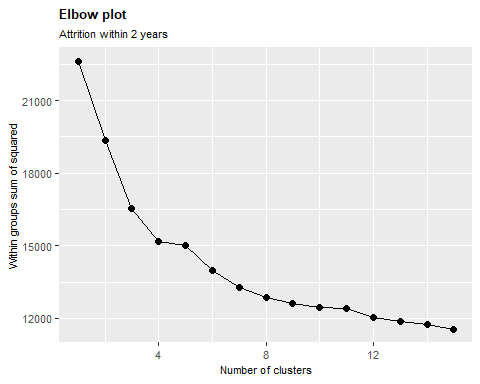 Elbow plot
Attrition within 2 years
Within groups sum of squared
21000
18000
15000
12000
4
8
12
Number of clusters